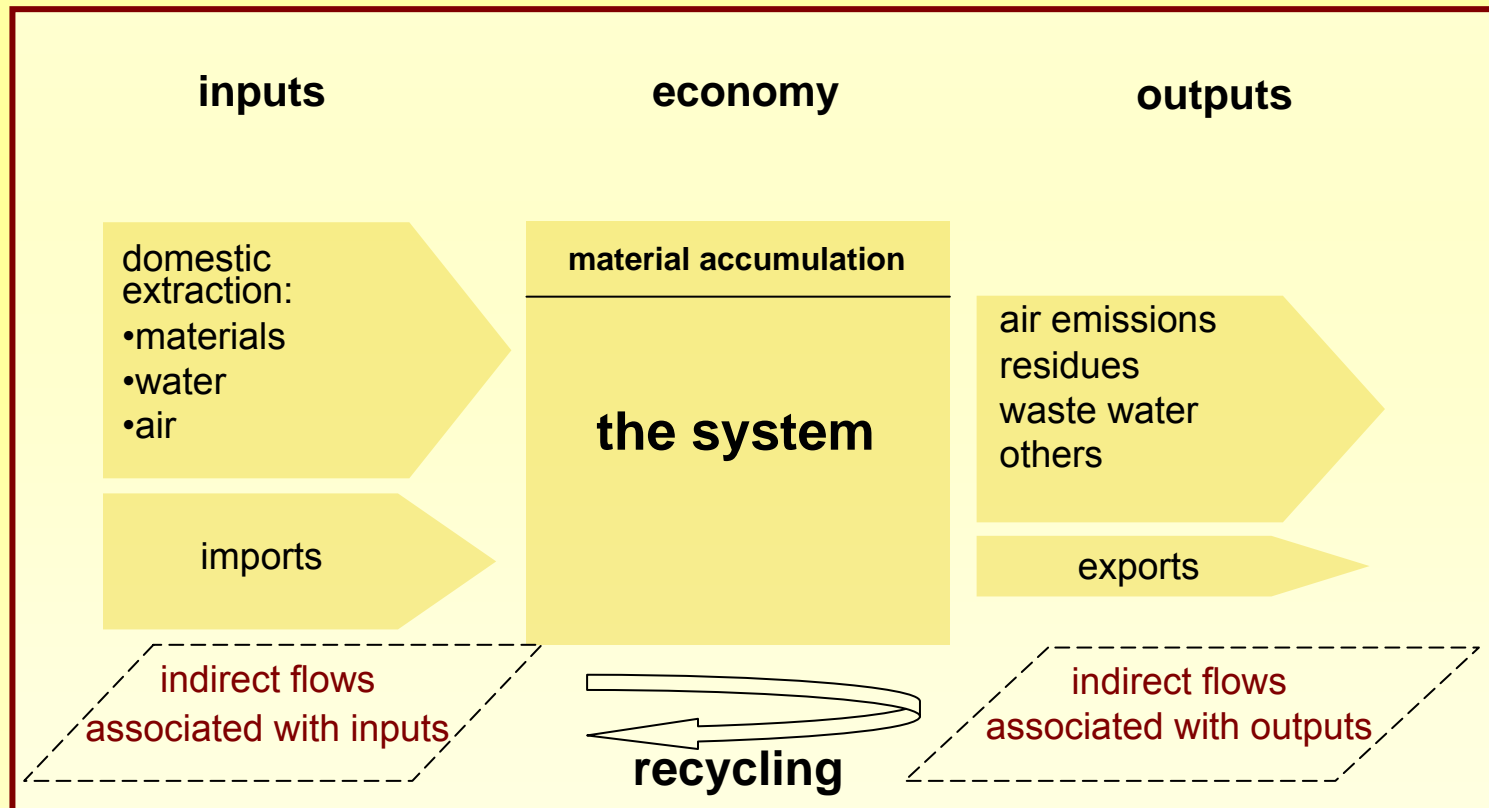 inputs
economy
outputs
domestic
extraction:
•materials
•water
•air
imports
material accumulation
the system
air emissions
residues
waste water
others
exports
indirect flows
associated with inputs
recycling
indirect flows
associated with outputs